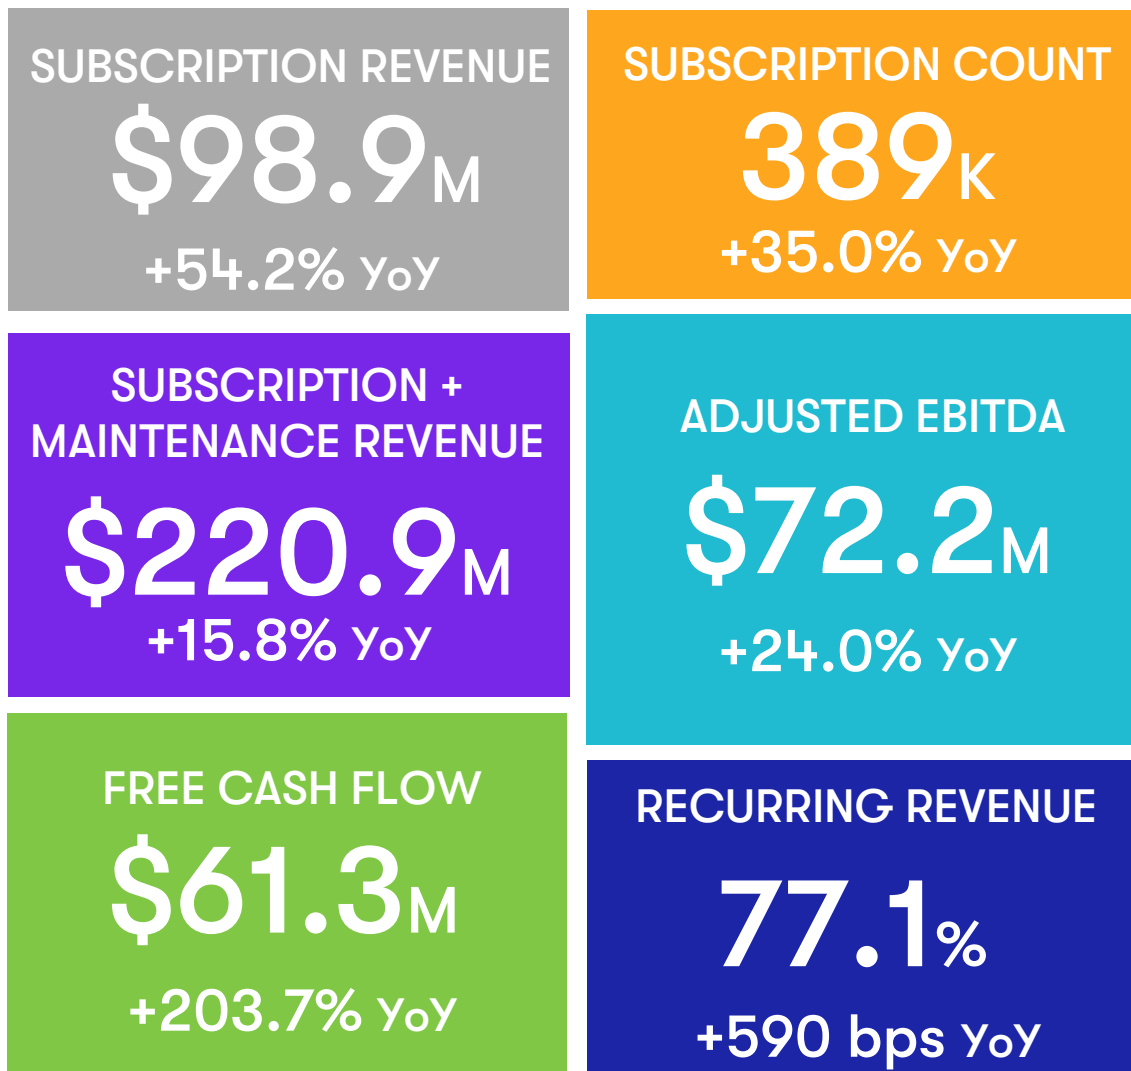 SUBSCRIPTION REVENUE
$98.9M
+54.2% YoY
SUBSCRIPTION COUNT
389K
+35.0% YoY
SUBSCRIPTION +
MAINTENANCE REVENUE
$220.9M
+15.8% YoY
ADJUSTED EBITDA
$72.2M
+24.0% YoY
FREE CASH FLOW
$61.3M
+203.7% YoY
RECURRING REVENUE
77.1%
+590 bps YoY